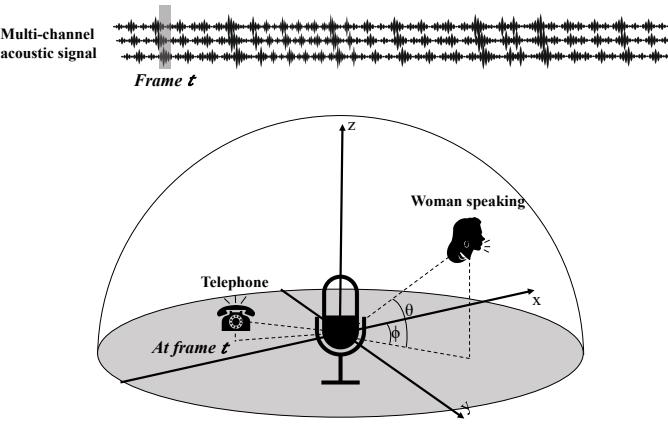 Multi-channel
acoustic signal
Frame t
z
Woman speaking
Telephone
x
θ
ϕ
At frame t
y